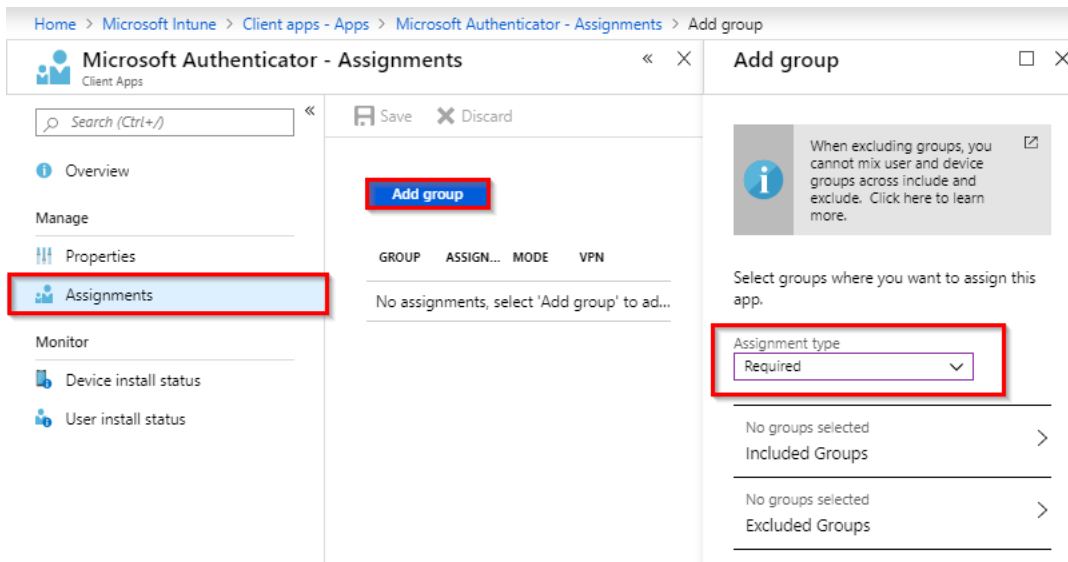 Home > Microsoft Intune > Client apps - Apps > Microsoft Authenticator - Assignments > Add group
Microsoft Authenticator - Assignments
Client Apps
Search (Ctrl+/)
Overview
Manage
Properties
Assignments
Monitor
Device install status
User install status
Save Discard
Add group
GROUP ASSIGN... MODE VPN
No assignments, select 'Add group' to ad...
Add group
When excluding groups, you
cannot mix user and device
groups across include and
exclude. Click here to learn
more.
Select groups where you want to assign this
app.
Assignment type
Required
No groups selected
Included Groups
No groups selected
Excluded Groups